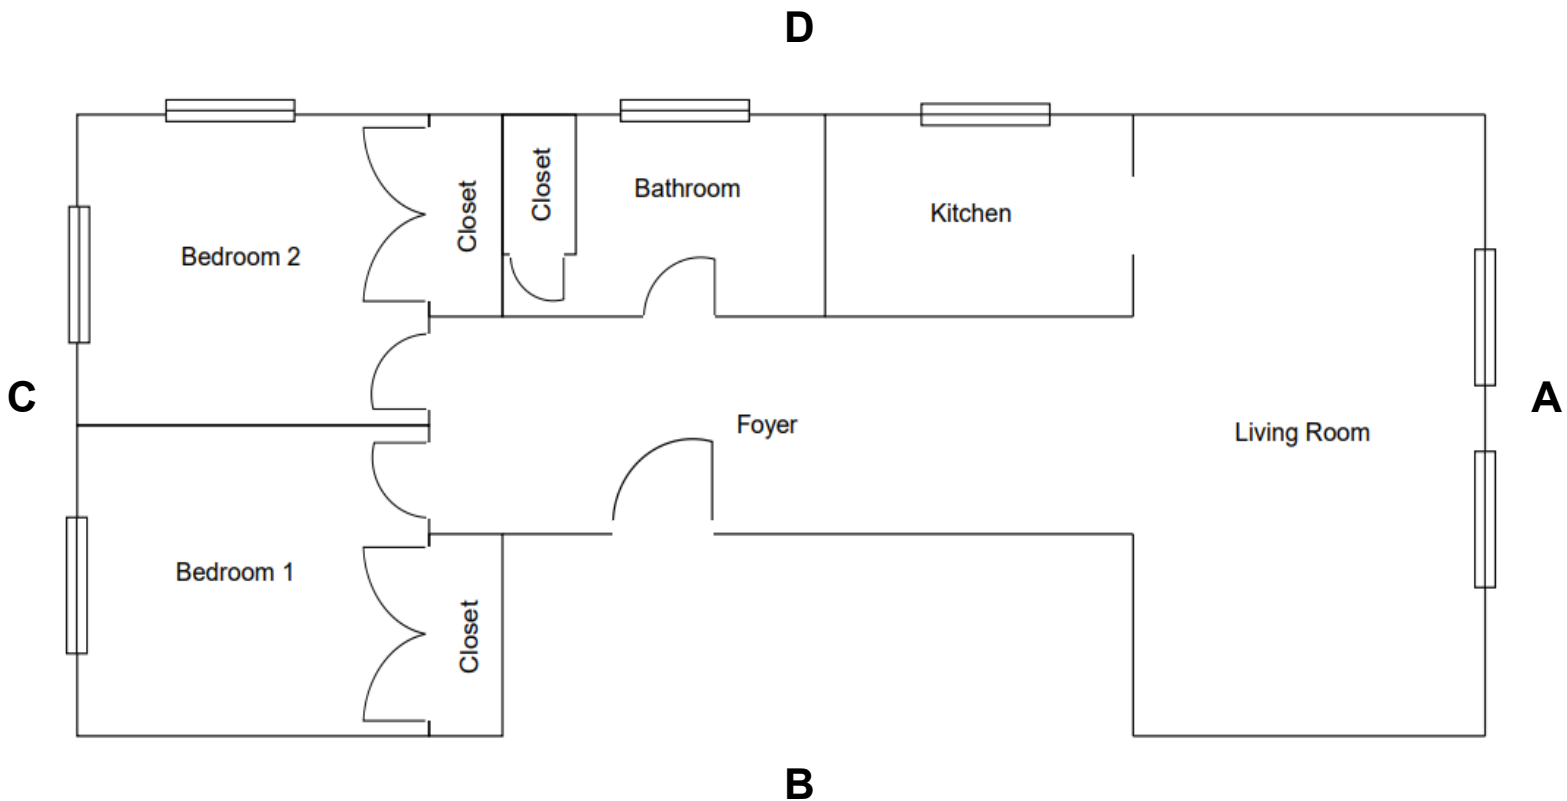 D
Closet
Bathroom
Closet
Kitchen
Bedroom 2
C
A
Foyer
Living Room
Bedroom 1
Closet
B